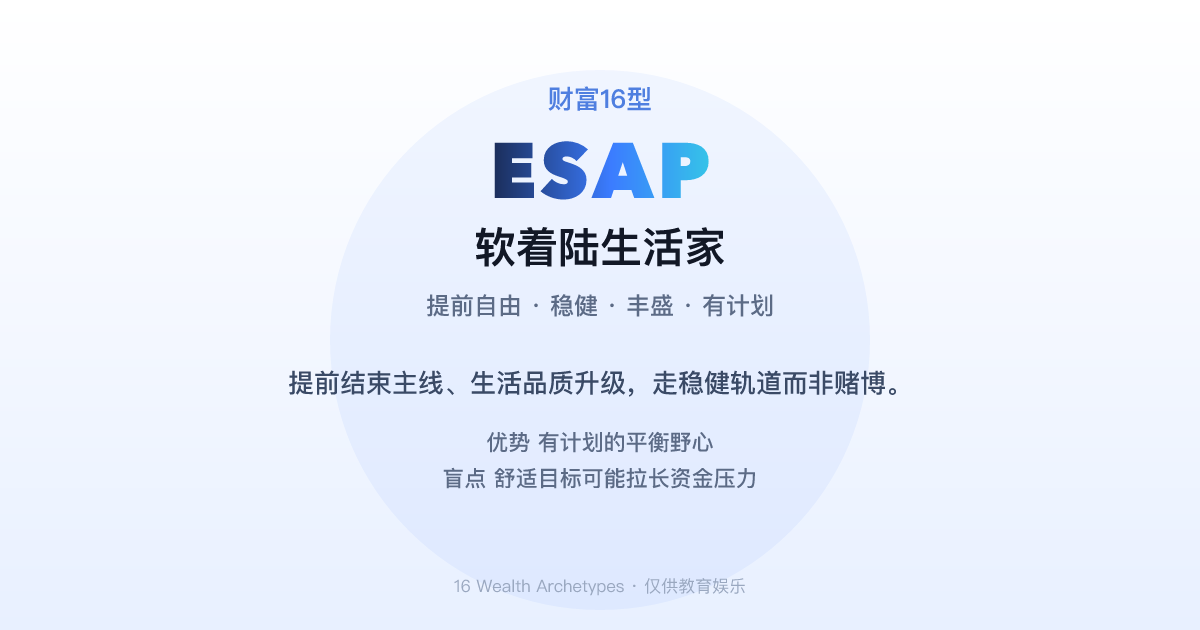 财富16型
ESAP
软着陆生活家
提前自由 · 稳健 · 丰盛 · 有计划
提前结束主线、生活品质升级，走稳健轨道而非赌博。
优势 有计划的平衡野心
盲点 舒适目标可能拉长资金压力
16 Wealth Archetypes · 仅供教育娱乐